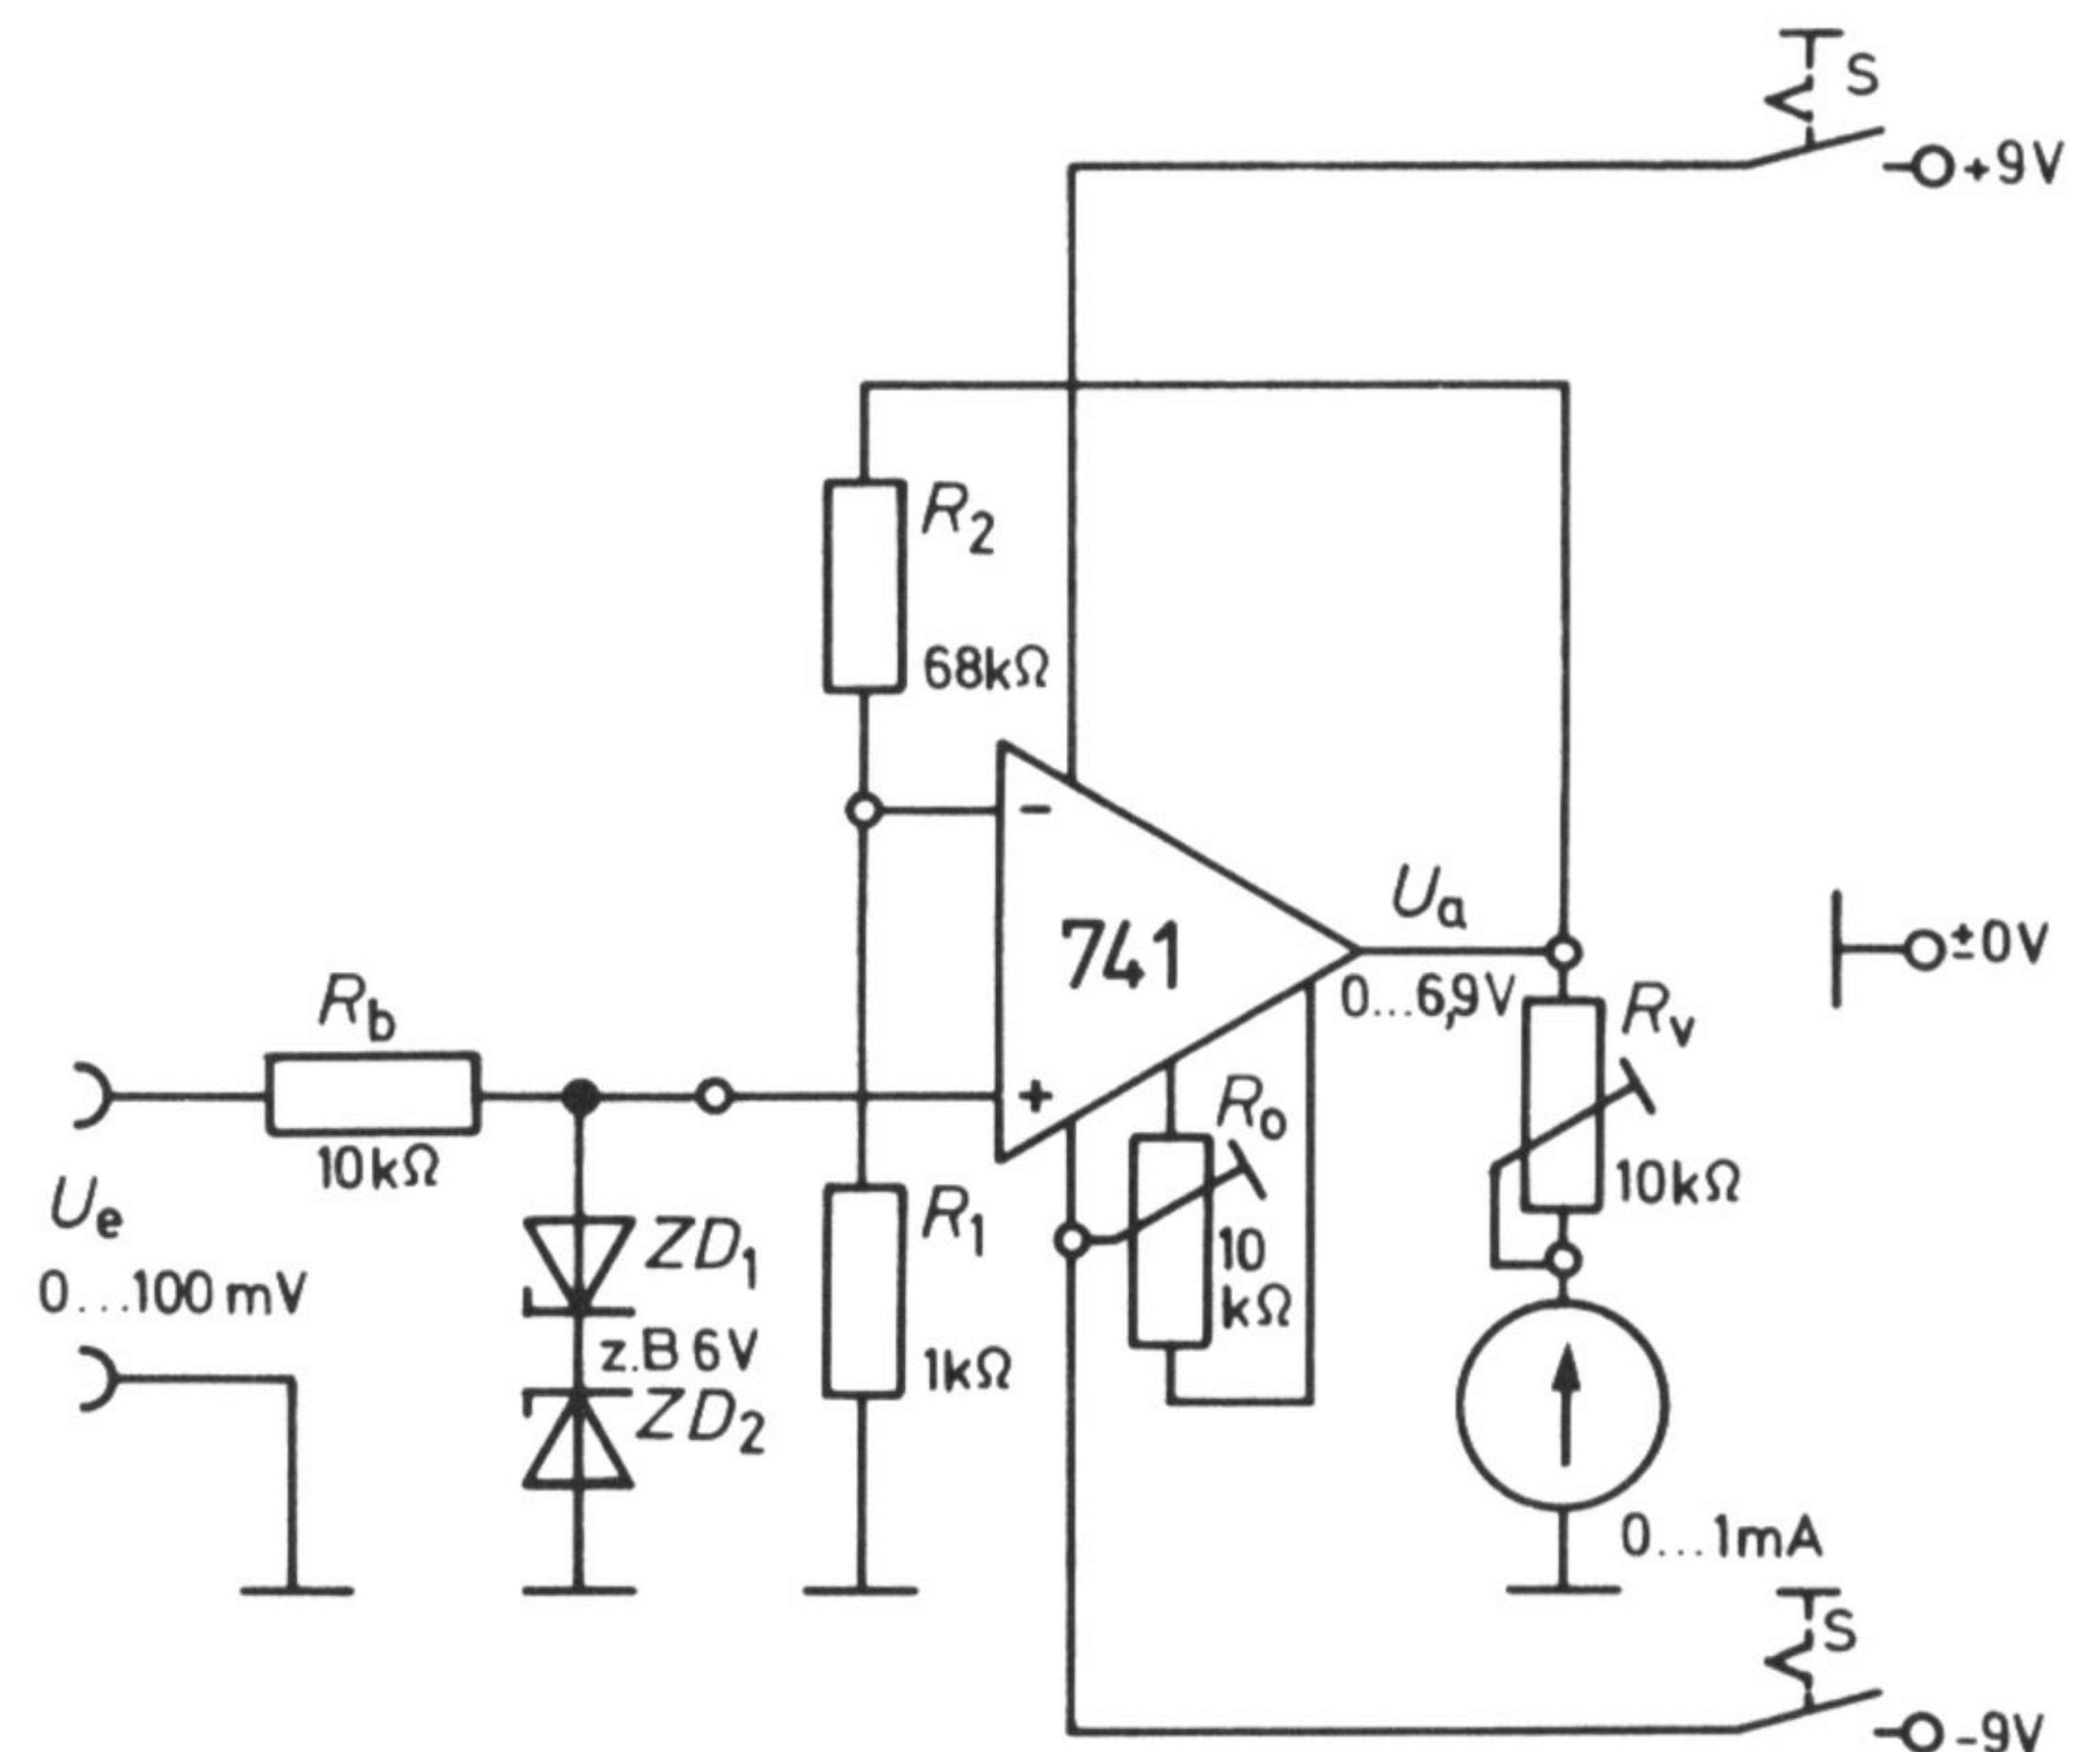 S
+9V
R2
68kΩ
−
741
+
Ua
0...6,9V
±0V
Rv
10kΩ
Rb
10kΩ
Ue
0...100mV
ZD1
z.B 6V
ZD2
R1
1kΩ
Ro
10
kΩ
0...1mA
S
-9V